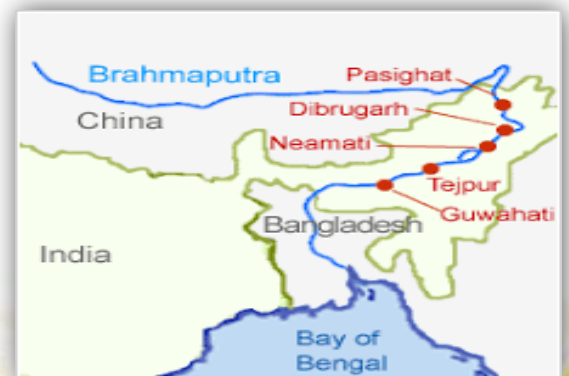 Brahmaputra
Pasighat
China
Dibrugarh
Neamati
Tejpur
Guwahati
Bangladesh
India
Bay of
Bengal